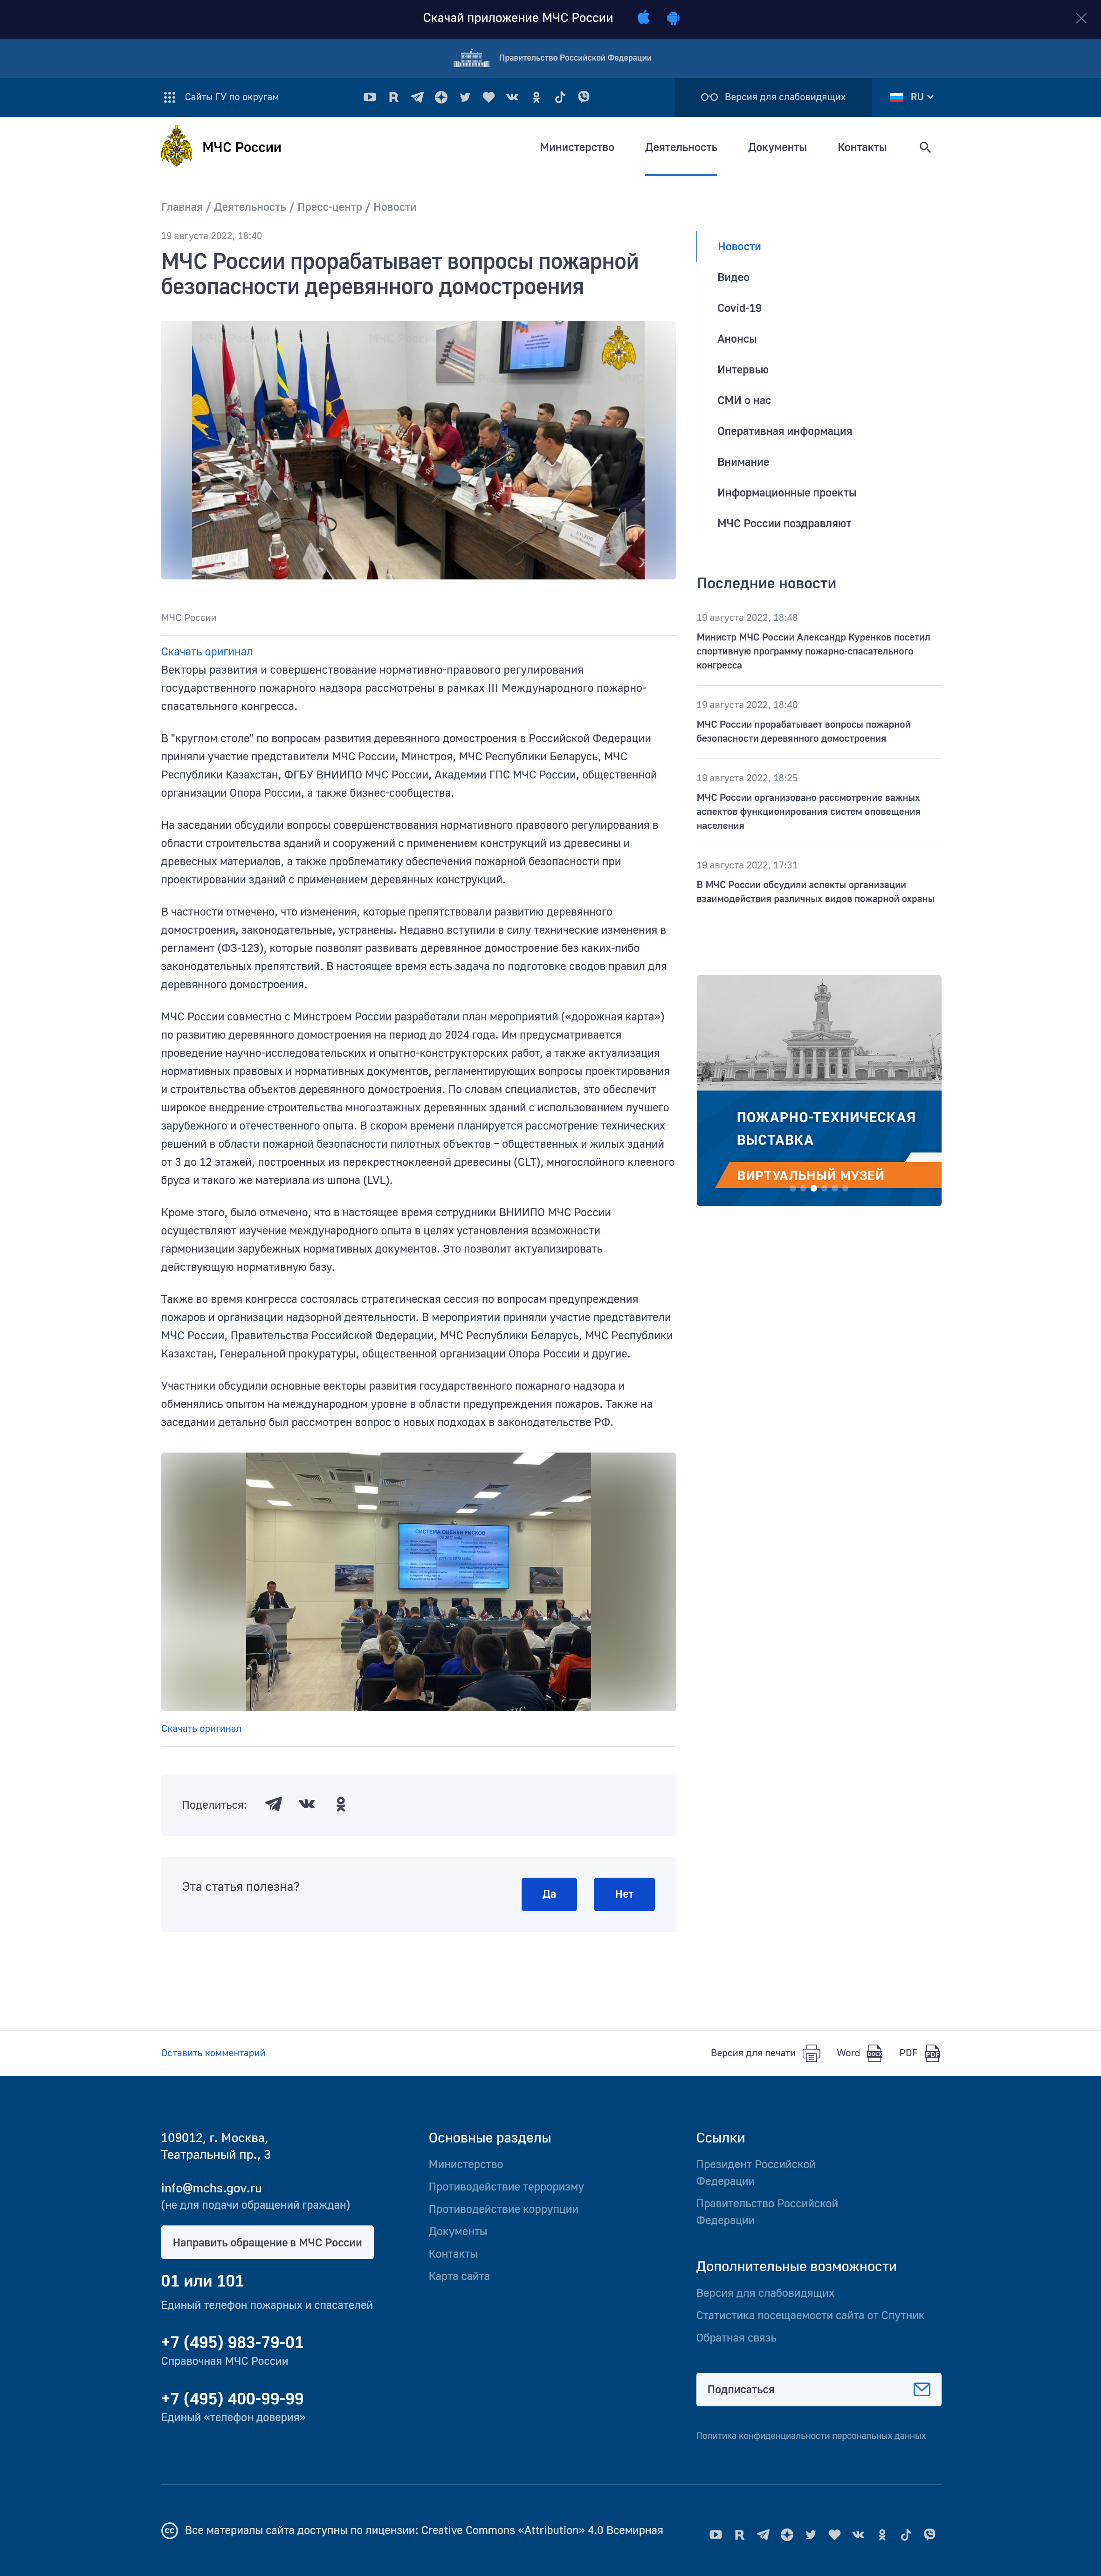 Скачай приложение МЧС России
Правительство Российской Федерации
Сайты ГУ по округам
Версия для слабовидящих
RU
МЧС России
Министерство
Деятельность
Документы
Контакты
Главная / Деятельность / Пресс-центр / Новости
19 августа 2022, 18:40
МЧС России прорабатывает вопросы пожарной
безопасности деревянного домостроения
МЧС России
Скачать оригинал
Векторы развития и совершенствование нормативно-правового регулирования
государственного пожарного надзора рассмотрены в рамках III Международного пожарно-
спасательного конгресса.
В "круглом столе" по вопросам развития деревянного домостроения в Российской Федерации
приняли участие представители МЧС России, Минстроя, МЧС Республики Беларусь, МЧС
Республики Казахстан, ФГБУ ВНИИПО МЧС России, Академии ГПС МЧС России, общественной
организации Опора России, а также бизнес-сообщества.
На заседании обсудили вопросы совершенствования нормативного правового регулирования в
области строительства зданий и сооружений с применением конструкций из древесины и
древесных материалов, а также проблематику обеспечения пожарной безопасности при
проектировании зданий с применением деревянных конструкций.
В частности отмечено, что изменения, которые препятствовали развитию деревянного
домостроения, законодательные, устранены. Недавно вступили в силу технические изменения в
регламент (ФЗ-123), которые позволят развивать деревянное домостроение без каких-либо
законодательных препятствий. В настоящее время есть задача по подготовке сводов правил для
деревянного домостроения.
МЧС России совместно с Минстроем России разработали план мероприятий («дорожная карта»)
по развитию деревянного домостроения на период до 2024 года. Им предусматривается
проведение научно-исследовательских и опытно-конструкторских работ, а также актуализация
нормативных правовых и нормативных документов, регламентирующих вопросы проектирования
и строительства объектов деревянного домостроения. По словам специалистов, это обеспечит
широкое внедрение строительства многоэтажных деревянных зданий с использованием лучшего
зарубежного и отечественного опыта. В скором времени планируется рассмотрение технических
решений в области пожарной безопасности пилотных объектов – общественных и жилых зданий
от 3 до 12 этажей, построенных из перекрестноклееной древесины (CLT), многослойного клееного
бруса и такого же материала из шпона (LVL).
Кроме этого, было отмечено, что в настоящее время сотрудники ВНИИПО МЧС России
осуществляют изучение международного опыта в целях установления возможности
гармонизации зарубежных нормативных документов. Это позволит актуализировать
действующую нормативную базу.
Также во время конгресса состоялась стратегическая сессия по вопросам предупреждения
пожаров и организации надзорной деятельности. В мероприятии приняли участие представители
МЧС России, Правительства Российской Федерации, МЧС Республики Беларусь, МЧС Республики
Казахстан, Генеральной прокуратуры, общественной организации Опора России и другие.
Участники обсудили основные векторы развития государственного пожарного надзора и
обменялись опытом на международном уровне в области предупреждения пожаров. Также на
заседании детально был рассмотрен вопрос о новых подходах в законодательстве РФ.
СИСТЕМА ОЦЕНКИ РИСКОВ
Скачать оригинал
Поделиться:
Эта статья полезна?
Да
Нет
Новости
Видео
Covid-19
Анонсы
Интервью
СМИ о нас
Оперативная информация
Внимание
Информационные проекты
МЧС России поздравляют
Последние новости
19 августа 2022, 18:48
Министр МЧС России Александр Куренков посетил
спортивную программу пожарно-спасательного
конгресса
19 августа 2022, 18:40
МЧС России прорабатывает вопросы пожарной
безопасности деревянного домостроения
19 августа 2022, 18:25
МЧС России организовано рассмотрение важных
аспектов функционирования систем оповещения
населения
19 августа 2022, 17:31
В МЧС России обсудили аспекты организации
взаимодействия различных видов пожарной охраны
ПОЖАРНО-ТЕХНИЧЕСКАЯ
ВЫСТАВКА
ВИРТУАЛЬНЫЙ МУЗЕЙ
Оставить комментарий
Версия для печати
Word
DOCX
PDF
PDF
109012, г. Москва,
Театральный пр., 3
info@mchs.gov.ru
(не для подачи обращений граждан)
Направить обращение в МЧС России
01 или 101
Единый телефон пожарных и спасателей
+7 (495) 983-79-01
Справочная МЧС России
+7 (495) 400-99-99
Единый «телефон доверия»
Основные разделы
Министерство
Противодействие терроризму
Противодействие коррупции
Документы
Контакты
Карта сайта
Ссылки
Президент Российской
Федерации
Правительство Российской
Федерации
Дополнительные возможности
Версия для слабовидящих
Статистика посещаемости сайта от Спутник
Обратная связь
Подписаться
Политика конфиденциальности персональных данных
Все материалы сайта доступны по лицензии: Creative Commons «Attribution» 4.0 Всемирная